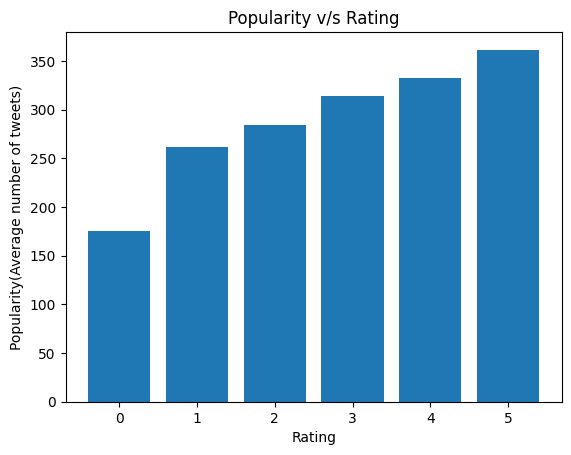 Popularity v/s Rating
Popularity(Average number of tweets)
350
300
250
200
150
100
50
0
0 1 2 3 4 5
Rating